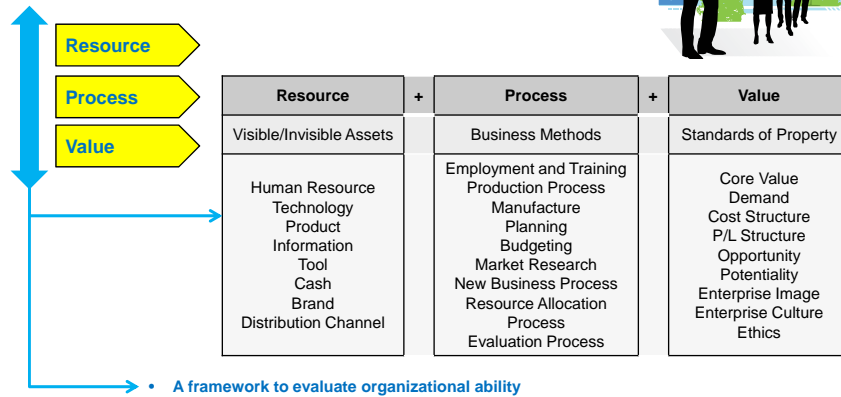 Resource
Process
Value
Resource + Process + Value
Visible/Invisible Assets Business Methods Standards of Property
Human Resource
Technology
Product
Information
Tool
Cash
Brand
Distribution Channel
Employment and Training
Production Process
Manufacture
Planning
Budgeting
Market Research
New Business Process
Resource Allocation
Process
Evaluation Process
Core Value
Demand
Cost Structure
P/L Structure
Opportunity
Potentiality
Enterprise Image
Enterprise Culture
Ethics
• A framework to evaluate organizational ability